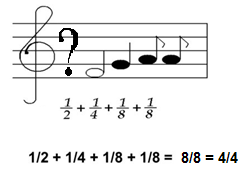 ?
1/2 + 1/4 + 1/8 + 1/8
1/2 + 1/4 + 1/8 + 1/8 = 8/8 = 4/4